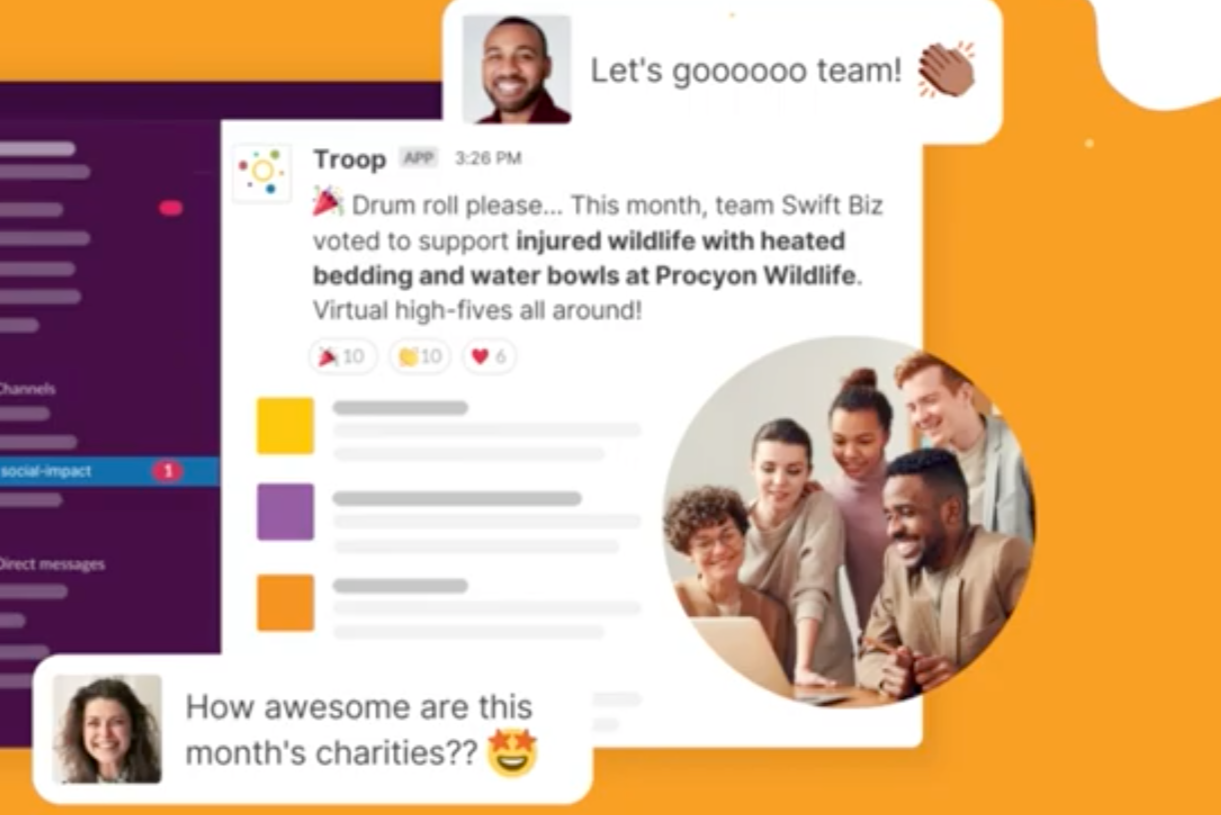 Let's goooooo team! 👏🏾
Troop APP 3:26 PM
🎉 Drum roll please... This month, team Swift Biz
voted to support injured wildlife with heated
bedding and water bowls at Procyon Wildlife.
Virtual high-fives all around!
🎉 10 👏 10 ❤️ 6
Channels
social-impact 1
Direct messages
How awesome are this
month's charities?? 🤩